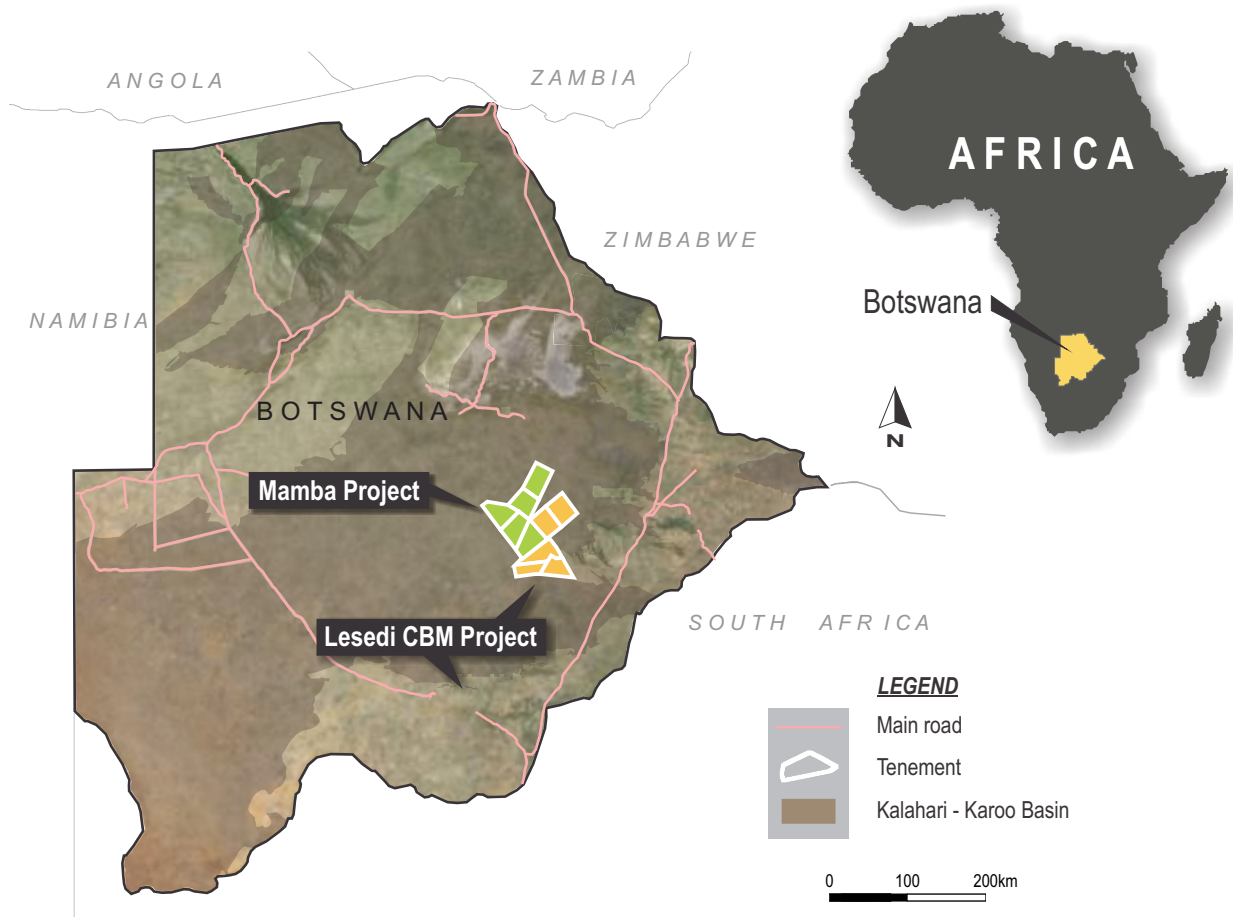 ANGOLA
ZAMBIA
AFRICA
ZIMBABWE
Botswana
NAMIBIA
BOTSWANA
N
Mamba Project
Lesedi CBM Project
SOUTH AFRICA
LEGEND
Main road
Tenement
Kalahari - Karoo Basin
0 100 200km